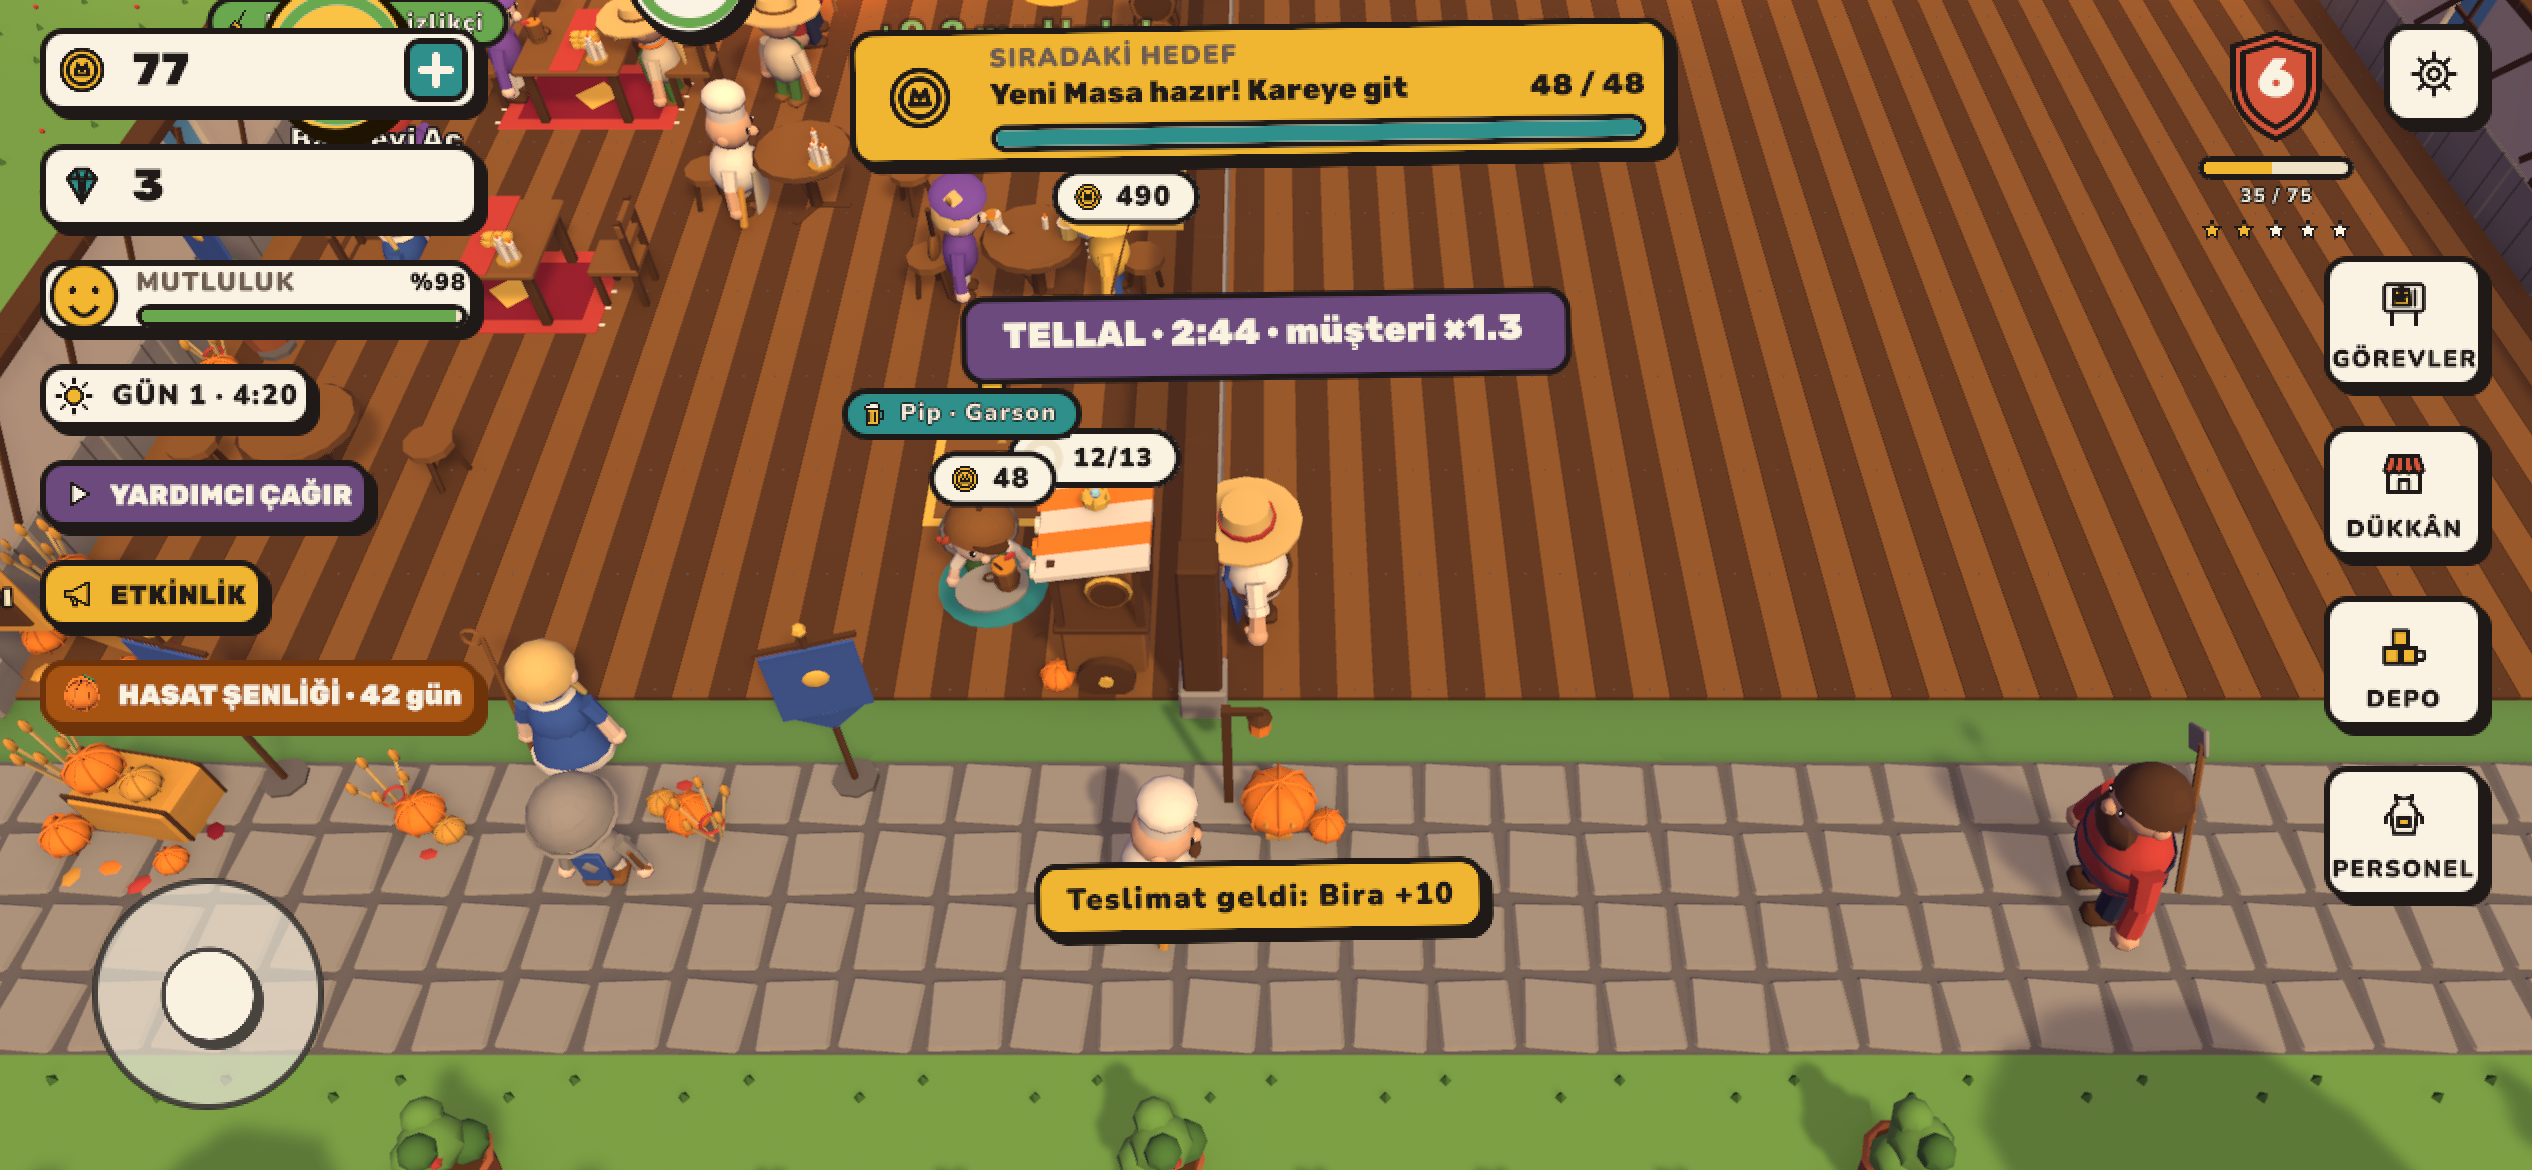 izlikçi
77
SIRADAKİ HEDEF
Yeni Masa hazır! Kareye git
48 / 48
6
3
490
35 / 75
MUTLULUK
%98
TELLAL • 2:44 • müşteri ×1.3
GÖREVLER
GÜN 1 · 4:20
Pip · Garson
12/13
48
YARDIMCI ÇAĞIR
DÜKKÂN
ETKİNLİK
HASAT ŞENLİĞİ • 42 gün
DEPO
PERSONEL
Teslimat geldi: Bira +10